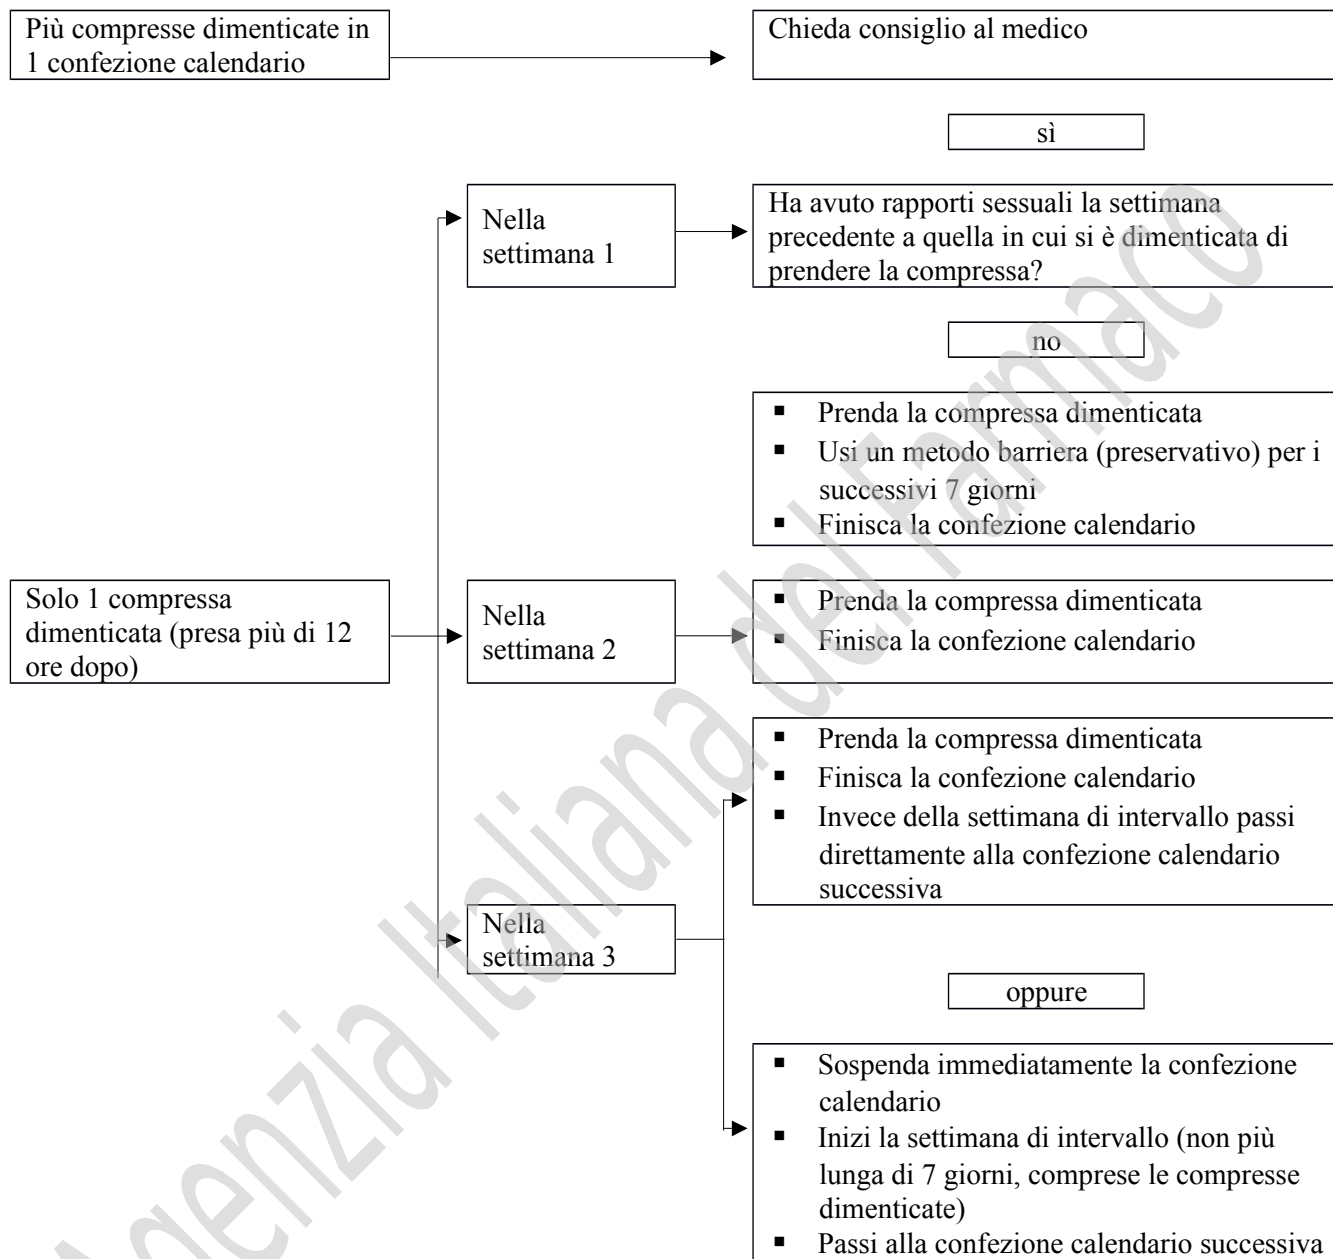 Più compresse dimenticate in
1 confezione calendario
Chieda consiglio al medico
sì
Nella
settimana 1
Ha avuto rapporti sessuali la settimana
precedente a quella in cui si è dimenticata di
prendere la compressa?
no
▪ Prenda la compressa dimenticata
▪ Usi un metodo barriera (preservativo) per i
successivi 7 giorni
▪ Finisca la confezione calendario
Solo 1 compressa
dimenticata (presa più di 12
ore dopo)
Nella
settimana 2
▪ Prenda la compressa dimenticata
▪ Finisca la confezione calendario
▪ Prenda la compressa dimenticata
▪ Finisca la confezione calendario
▪ Invece della settimana di intervallo passi
direttamente alla confezione calendario
successiva
Nella
settimana 3
oppure
▪ Sospenda immediatamente la confezione
calendario
▪ Inizi la settimana di intervallo (non più
lunga di 7 giorni, comprese le compresse
dimenticate)
▪ Passi alla confezione calendario successiva
Agenzia Italiana del Farmaco